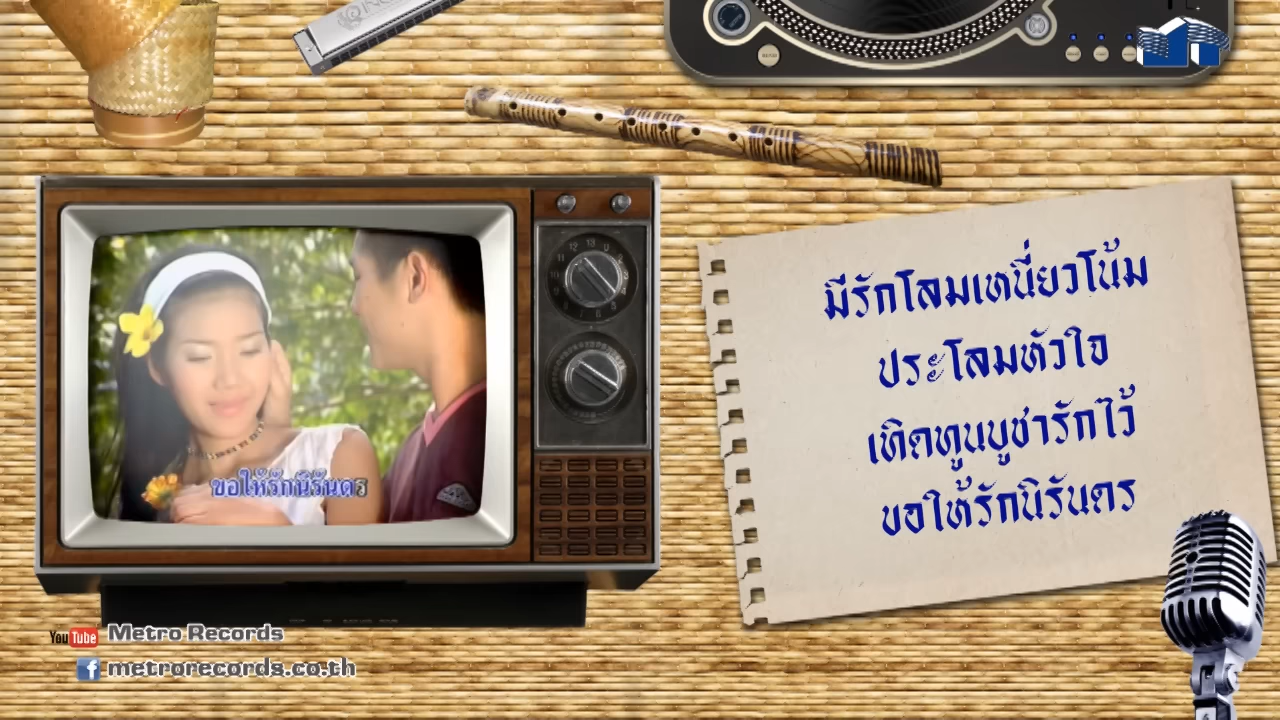 ขอให้รักนิรันดร
มีรักโลมเหนี่ยวโน้ม
ประโลมหัวใจ
เทิดทูนบูชารักไว้
ขอให้รักนิรันดร
YouTube Metro Records
f metrorecords.co.th